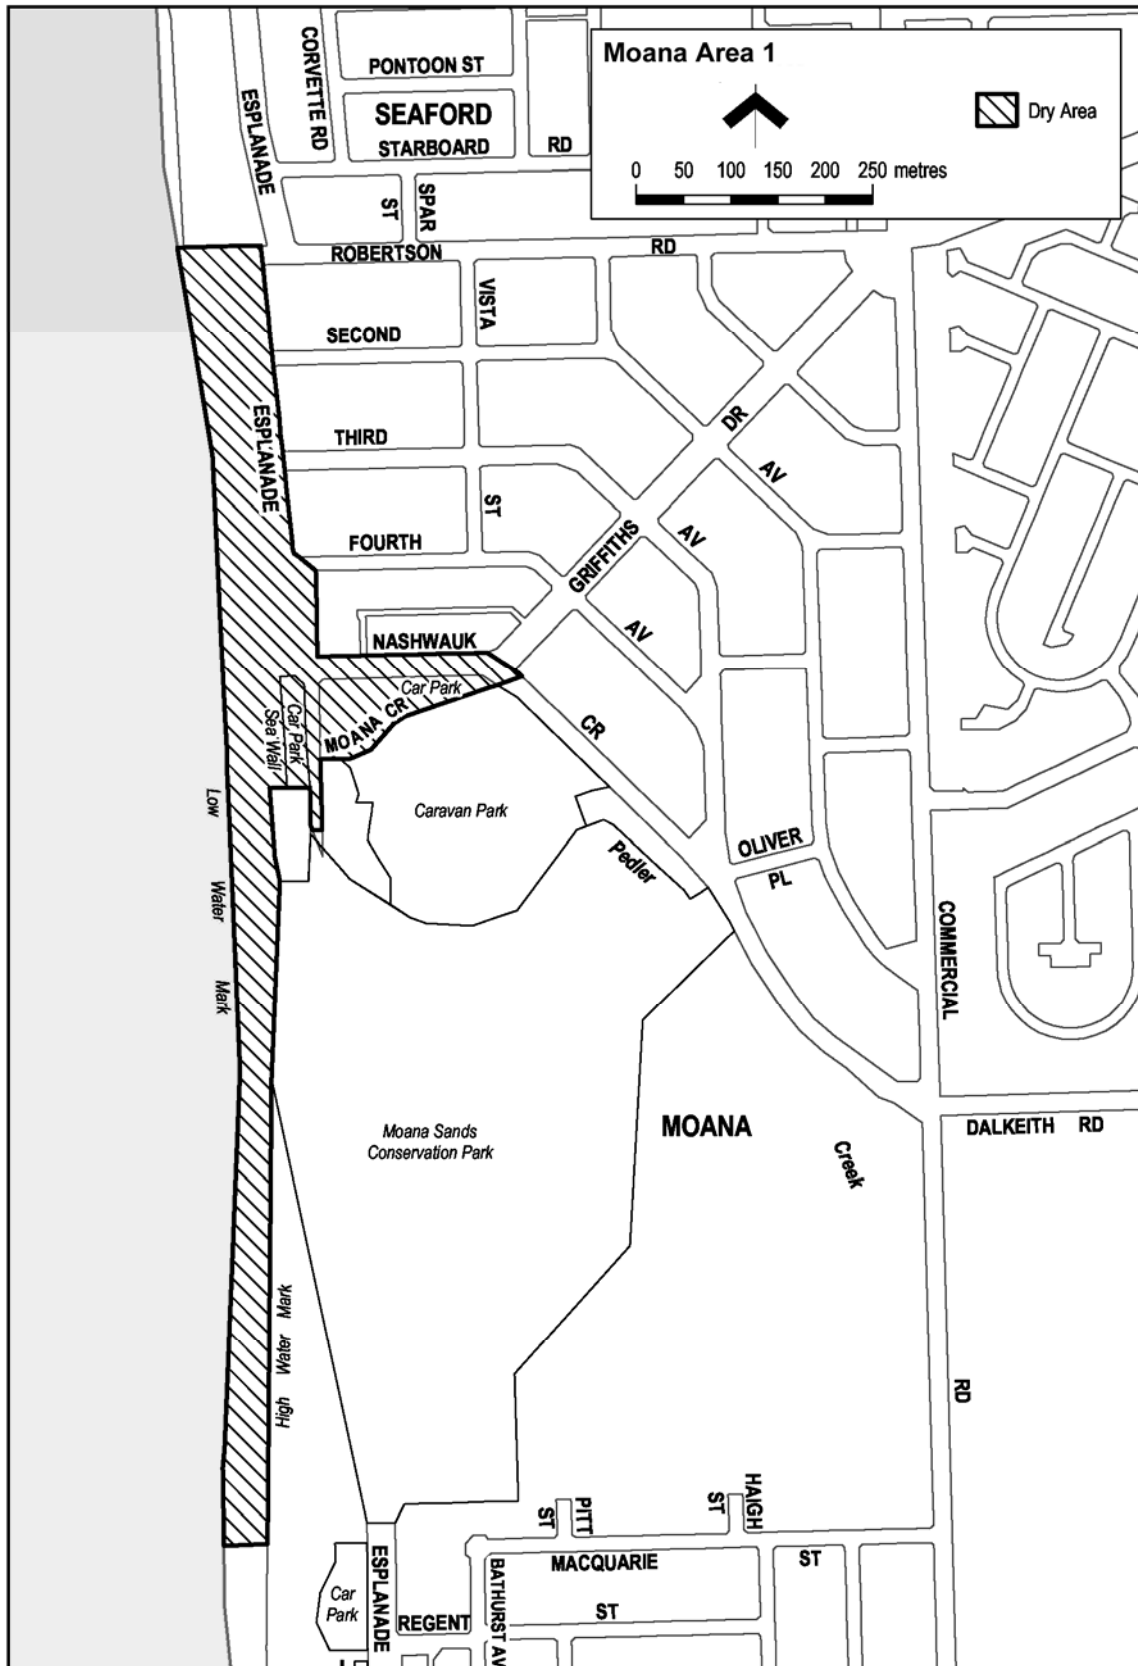 Moana Area 1
Dry Area
0 50 100 150 200 250 metres
CORVETTE RD
PONTOON ST
ESPLANADE
SEAFORD
STARBOARD RD
SPAR ST
ROBERTSON RD
VISTA ST
SECOND AV
ESPLANADE
THIRD AV
DR
GRIFFITHS
FOURTH AV
NASHWAUK CR
Car Park
MOANA CR
Car Park
Sea Wall
Low Water Mark
Caravan Park
Pedler Creek
OLIVER PL
COMMERCIAL RD
Moana Sands
Conservation Park
MOANA
DALKEITH RD
High Water Mark
PITT ST
HAIGH ST
MACQUARIE ST
ESPLANADE
Car
Park
BATHURST AV
REGENT ST